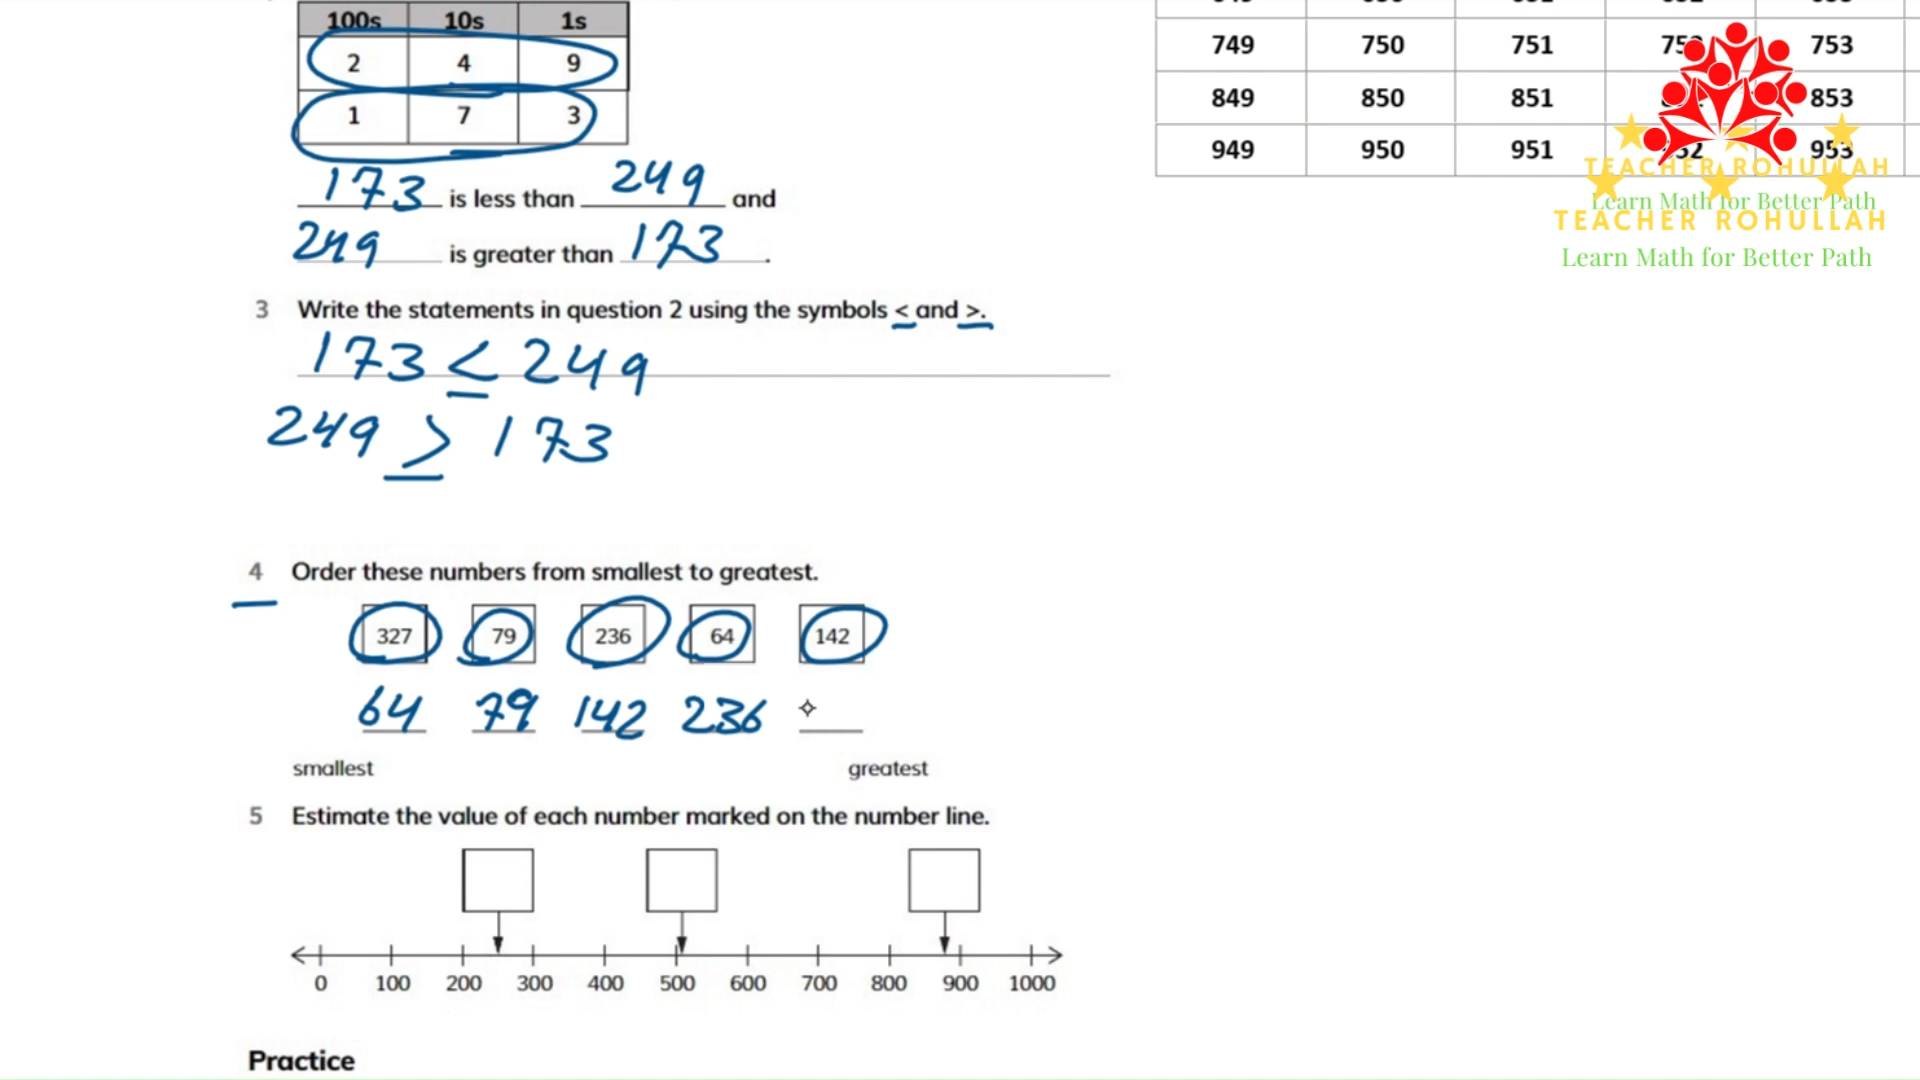 100s 10s 1s
2 4 9
1 7 3
173 is less than 249 and
249 is greater than 173.
3 Write the statements in question 2 using the symbols < and >.
173 < 249
249 > 173
4 Order these numbers from smallest to greatest.
327 79 236 64 142
64 79 142 236
smallest greatest
5 Estimate the value of each number marked on the number line.
0 100 200 300 400 500 600 700 800 900 1000
Practice
749 750 751 753
849 850 851 853
949 950 951 953
TEACHER ROHULLAH
Learn Math for Better Path
TEACHER ROHULLAH
Learn Math for Better Path